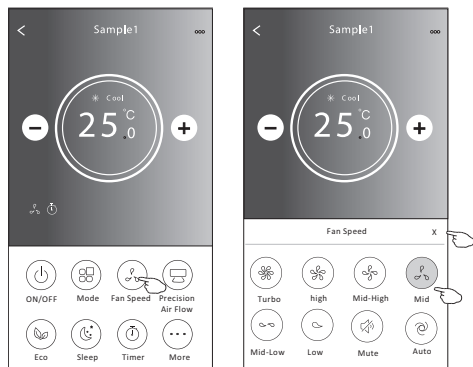 Sample1
Cool
25.0°C
ON/OFF Mode Fan Speed Precision Air Flow
Eco Sleep Timer More
Sample1
Cool
25.0°C
Fan Speed x
Turbo high Mid-High Mid
Mid-Low Low Mute Auto